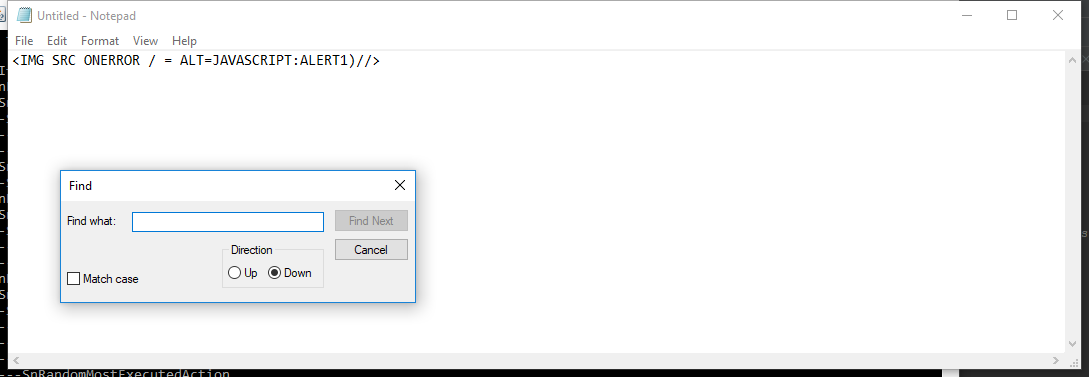 Untitled - Notepad
File Edit Format View Help
<IMG SRC ONERROR / = ALT=JAVASCRIPT:ALERT1)//>
Find
Find what:
Find Next
Cancel
Direction
Up Down
Match case
---SnRandomMostExecutedAction